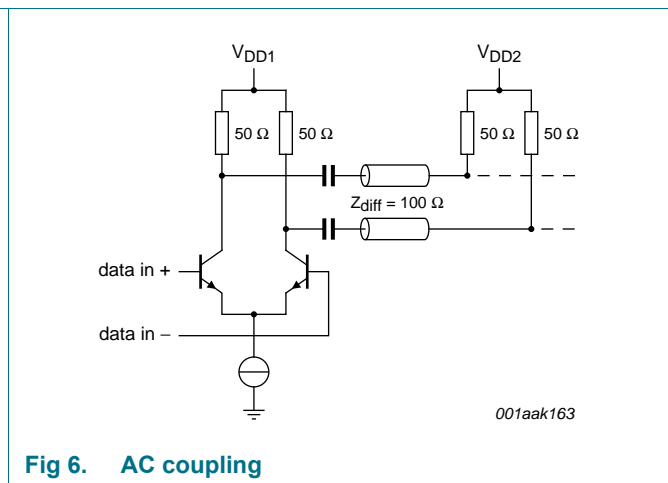 VDD1
VDD2
50 Ω
50 Ω
50 Ω
50 Ω
Zdiff = 100 Ω
data in +
data in −
001aak163
Fig 6. AC coupling